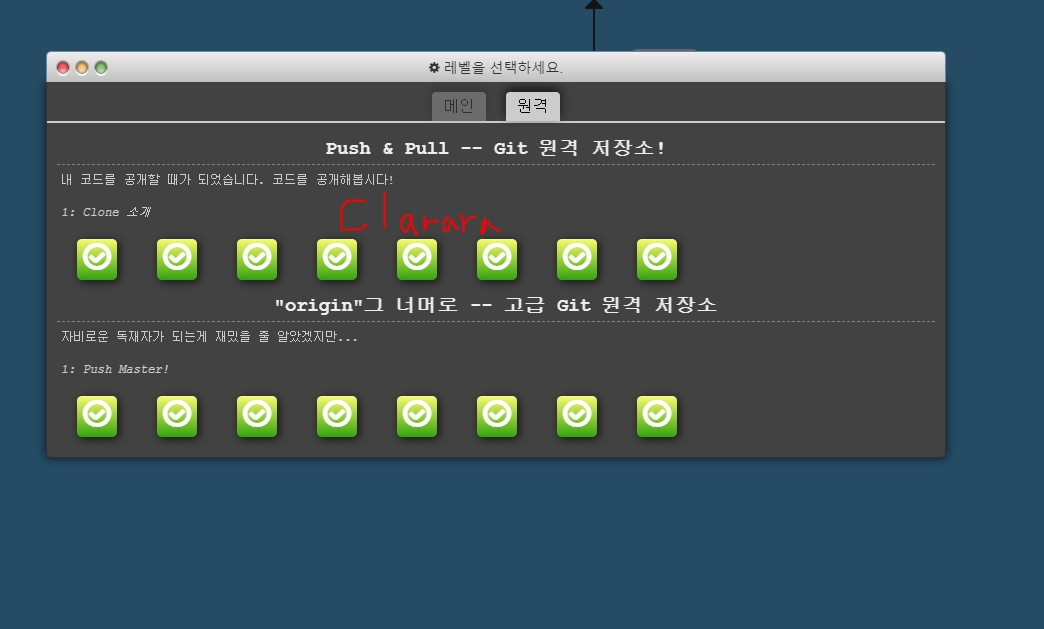 레벨을 선택하세요.
메인 원격
Push & Pull -- Git 원격 저장소!
내 코드를 공개할 때가 되었습니다. 코드를 공개해봅시다!
1: Clone 소개
Clarara
"origin"그 너머로 -- 고급 Git 원격 저장소
자비로운 독재자가 되는게 재밌을 줄 알았겠지만...
1: Push Master!